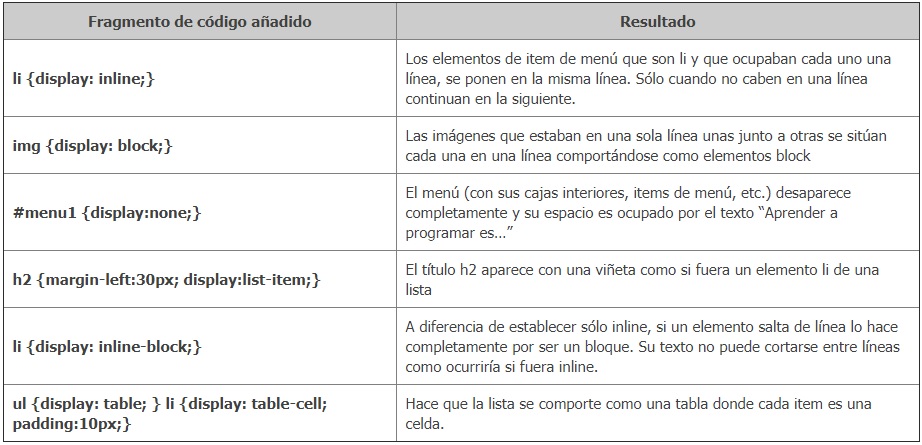 Fragmento de código añadido
Resultado
li {display: inline;}
Los elementos de item de menú que son li y que ocupaban cada uno una
línea, se ponen en la misma línea. Sólo cuando no caben en una línea
continuan en la siguiente.
img {display: block;}
Las imágenes que estaban en una sola línea unas junto a otras se sitúan
cada una en una línea comportándose como elementos block
#menu1 {display:none;}
El menú (con sus cajas interiores, items de menú, etc.) desaparece
completamente y su espacio es ocupado por el texto “Aprender a
programar es…”
h2 {margin-left:30px; display:list-item;}
El título h2 aparece con una viñeta como si fuera un elemento li de una
lista
li {display: inline-block;}
A diferencia de establecer sólo inline, si un elemento salta de línea lo hace
completamente por ser un bloque. Su texto no puede cortarse entre líneas
como ocurriría si fuera inline.
ul {display: table; } li {display: table-cell;
padding:10px;}
Hace que la lista se comporte como una tabla donde cada item es una
celda.